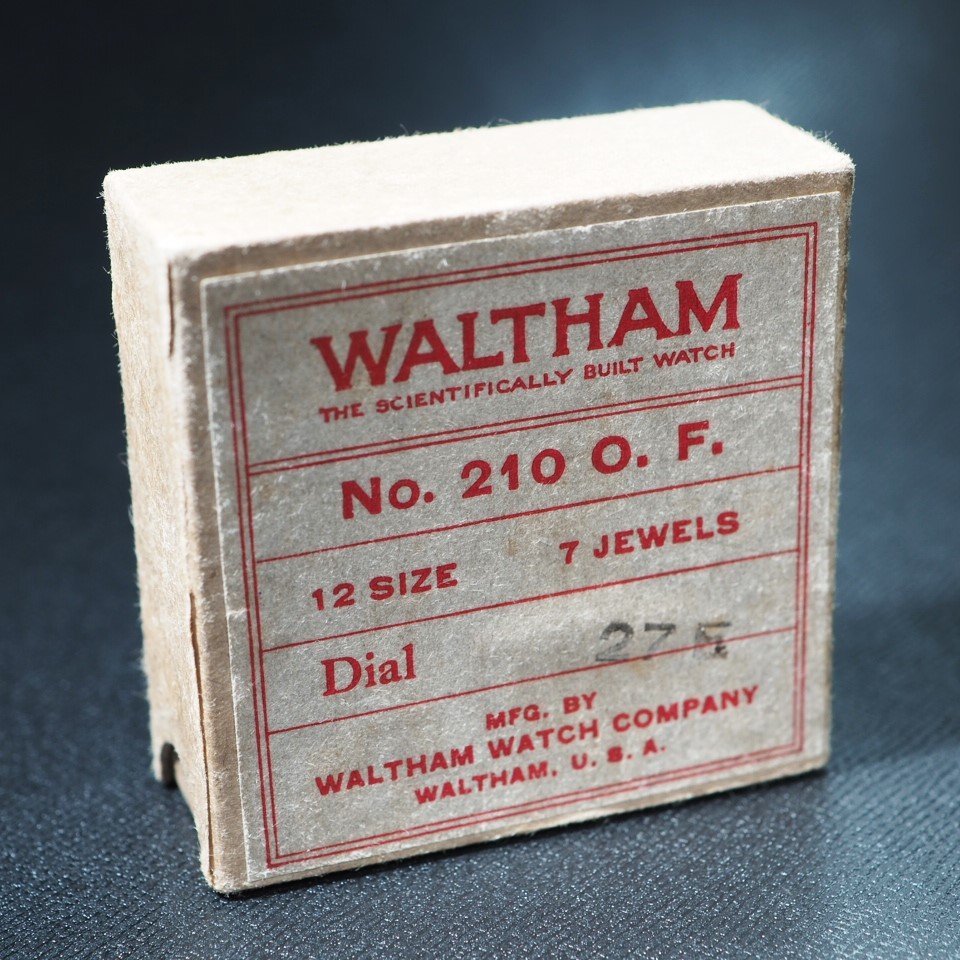 WALTHAM
THE SCIENTIFICALLY BUILT WATCH
No. 210 O. F.
12 SIZE 7 JEWELS
Dial 275
MFG. BY
WALTHAM WATCH COMPANY
WALTHAM, U. S. A.